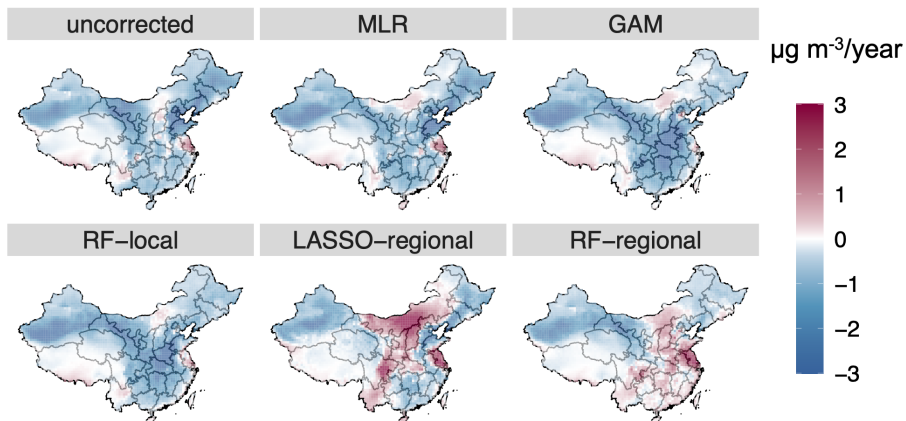 uncorrected
MLR
GAM
µg m-3/year
3
2
1
0
−1
−2
−3
RF−local
LASSO−regional
RF−regional